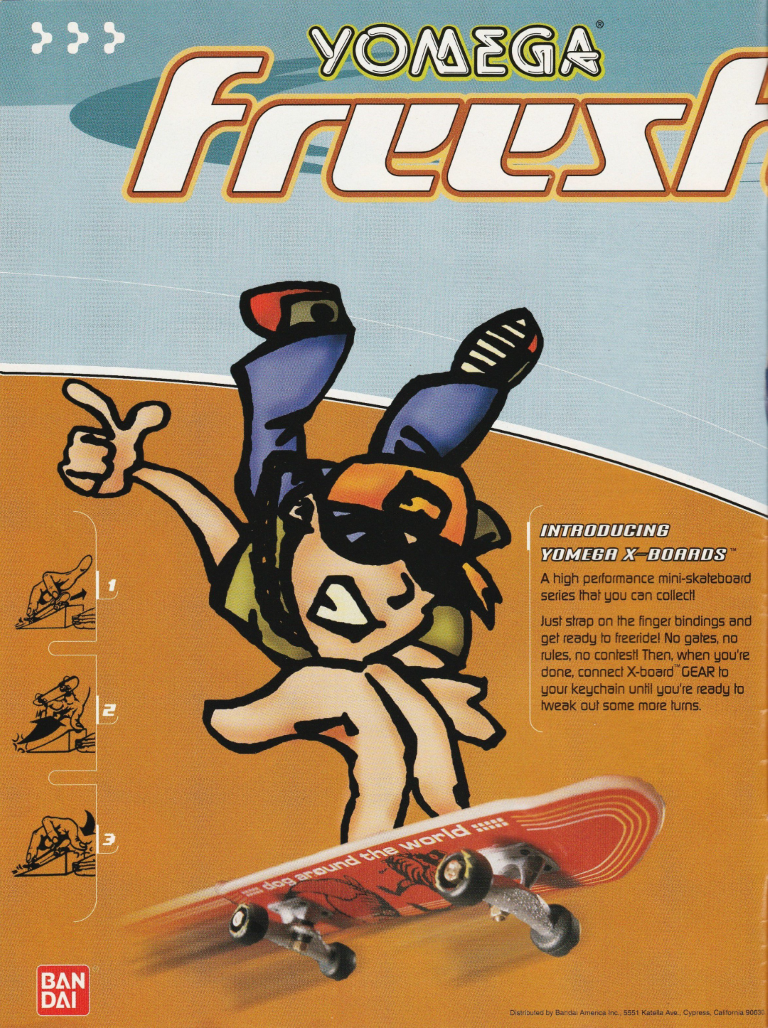 YOMEGA®
freesh
INTRODUCING
YOMEGA X-BOARDS™
A high performance mini-skateboard
series that you can collect!
Just strap on the finger bindings and
get ready to freeride! No gates, no
rules, no contest! Then, when you're
done, connect X-board™ GEAR to
your keychain until you're ready to
tweak out some more turns.
1
2
3
dog around the world
BAN
DAI
Distributed by Bandai America Inc., 5551 Katella Ave., Cypress, California